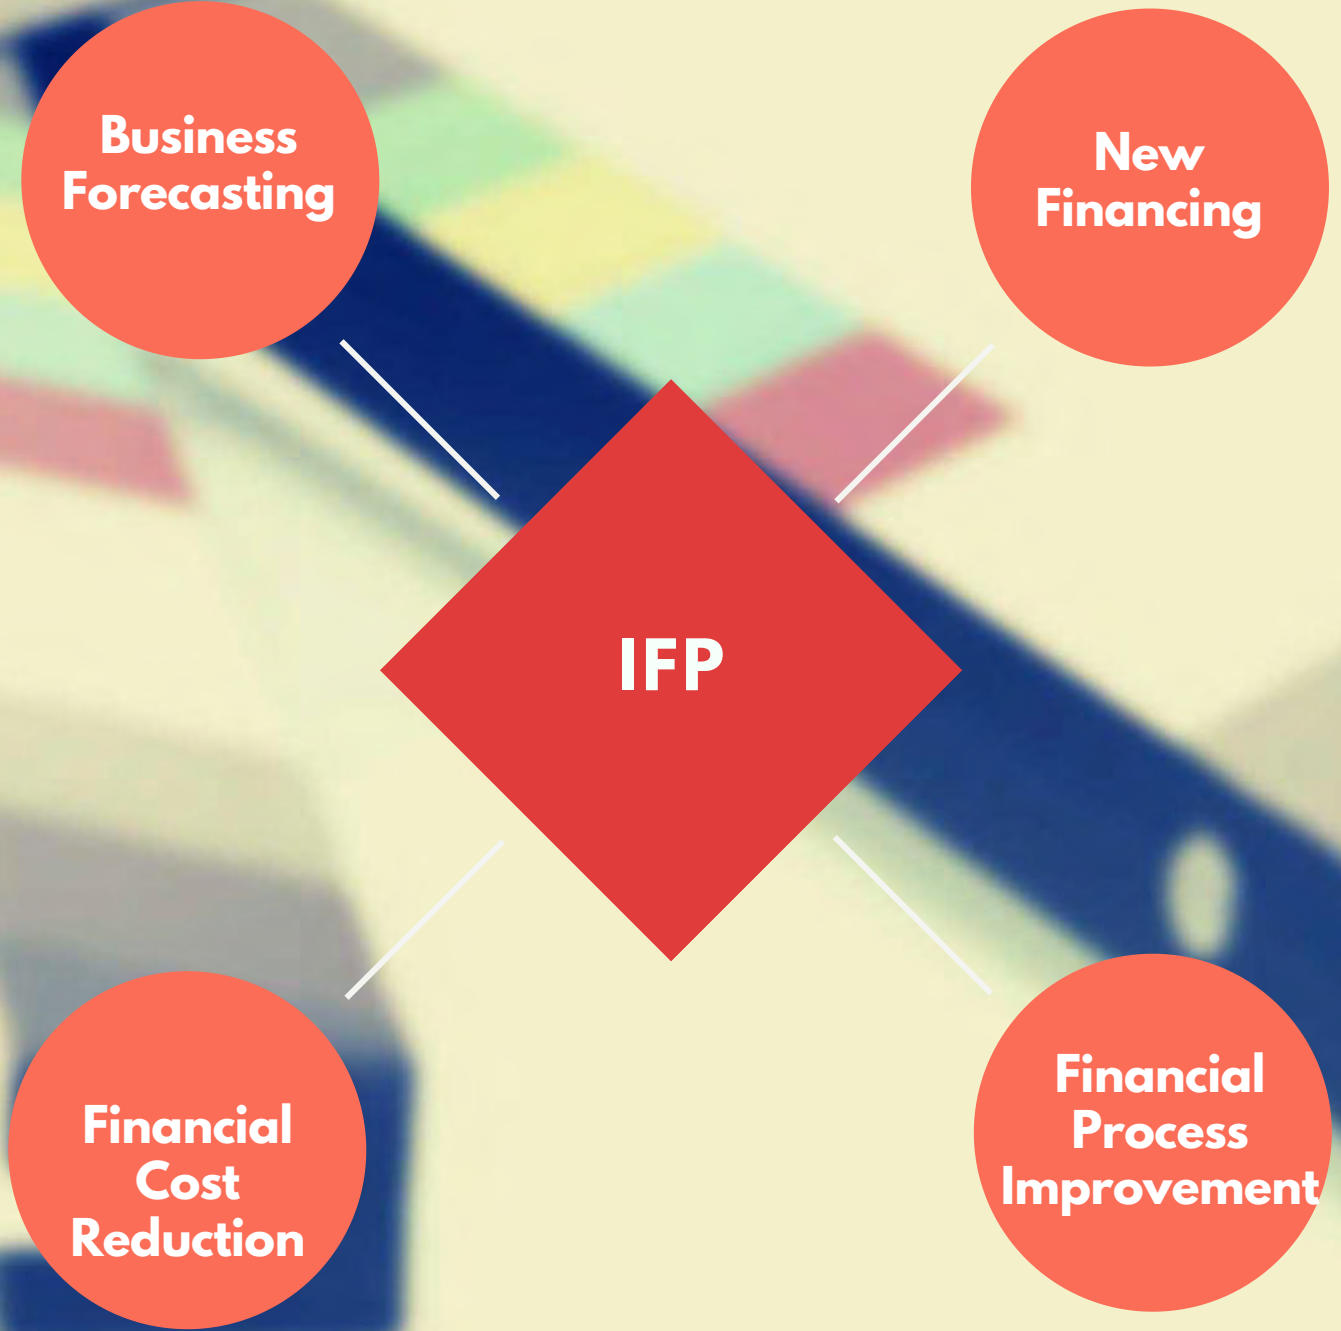 Business
Forecasting
New
Financing
IFP
Financial
Cost
Reduction
Financial
Process
Improvement